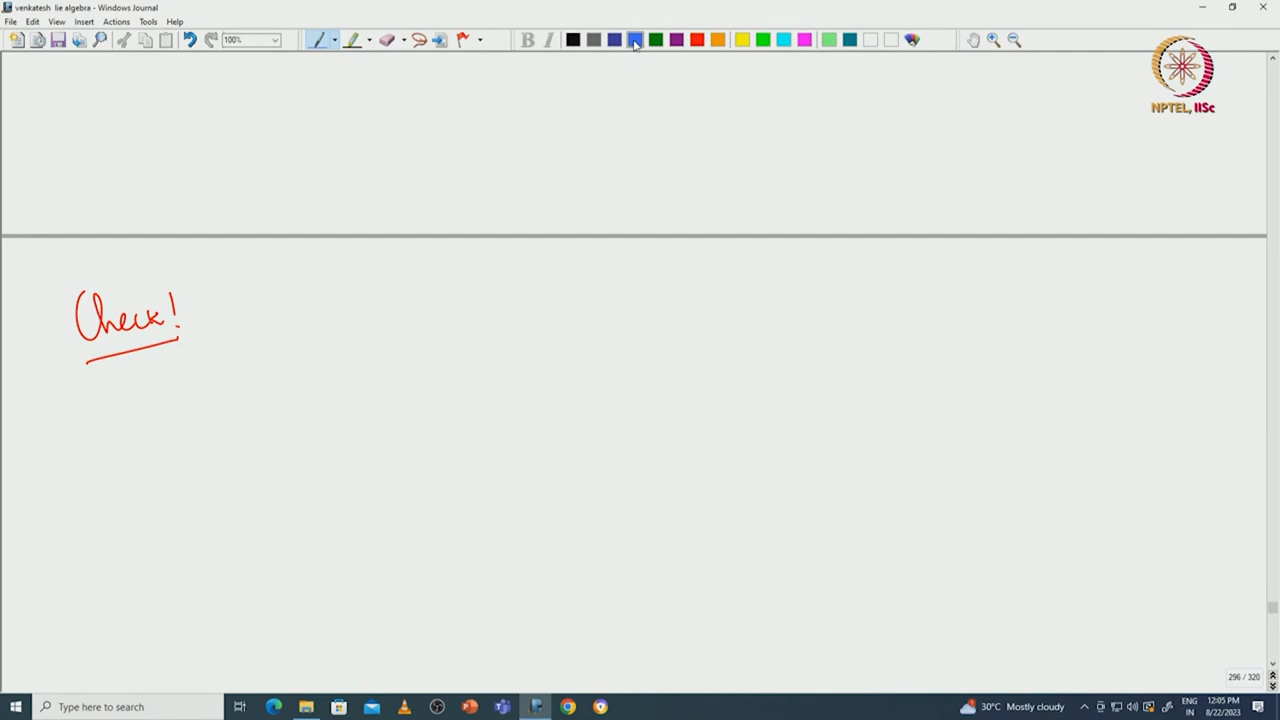 venkatesh lie algebra - Windows Journal
File Edit View Insert Actions Tools Help
100%
B I
NPTEL, IISc
Check!
296 / 320
Type here to search
30°C Mostly cloudy
ENG
IN
12:05 PM
8/22/2023